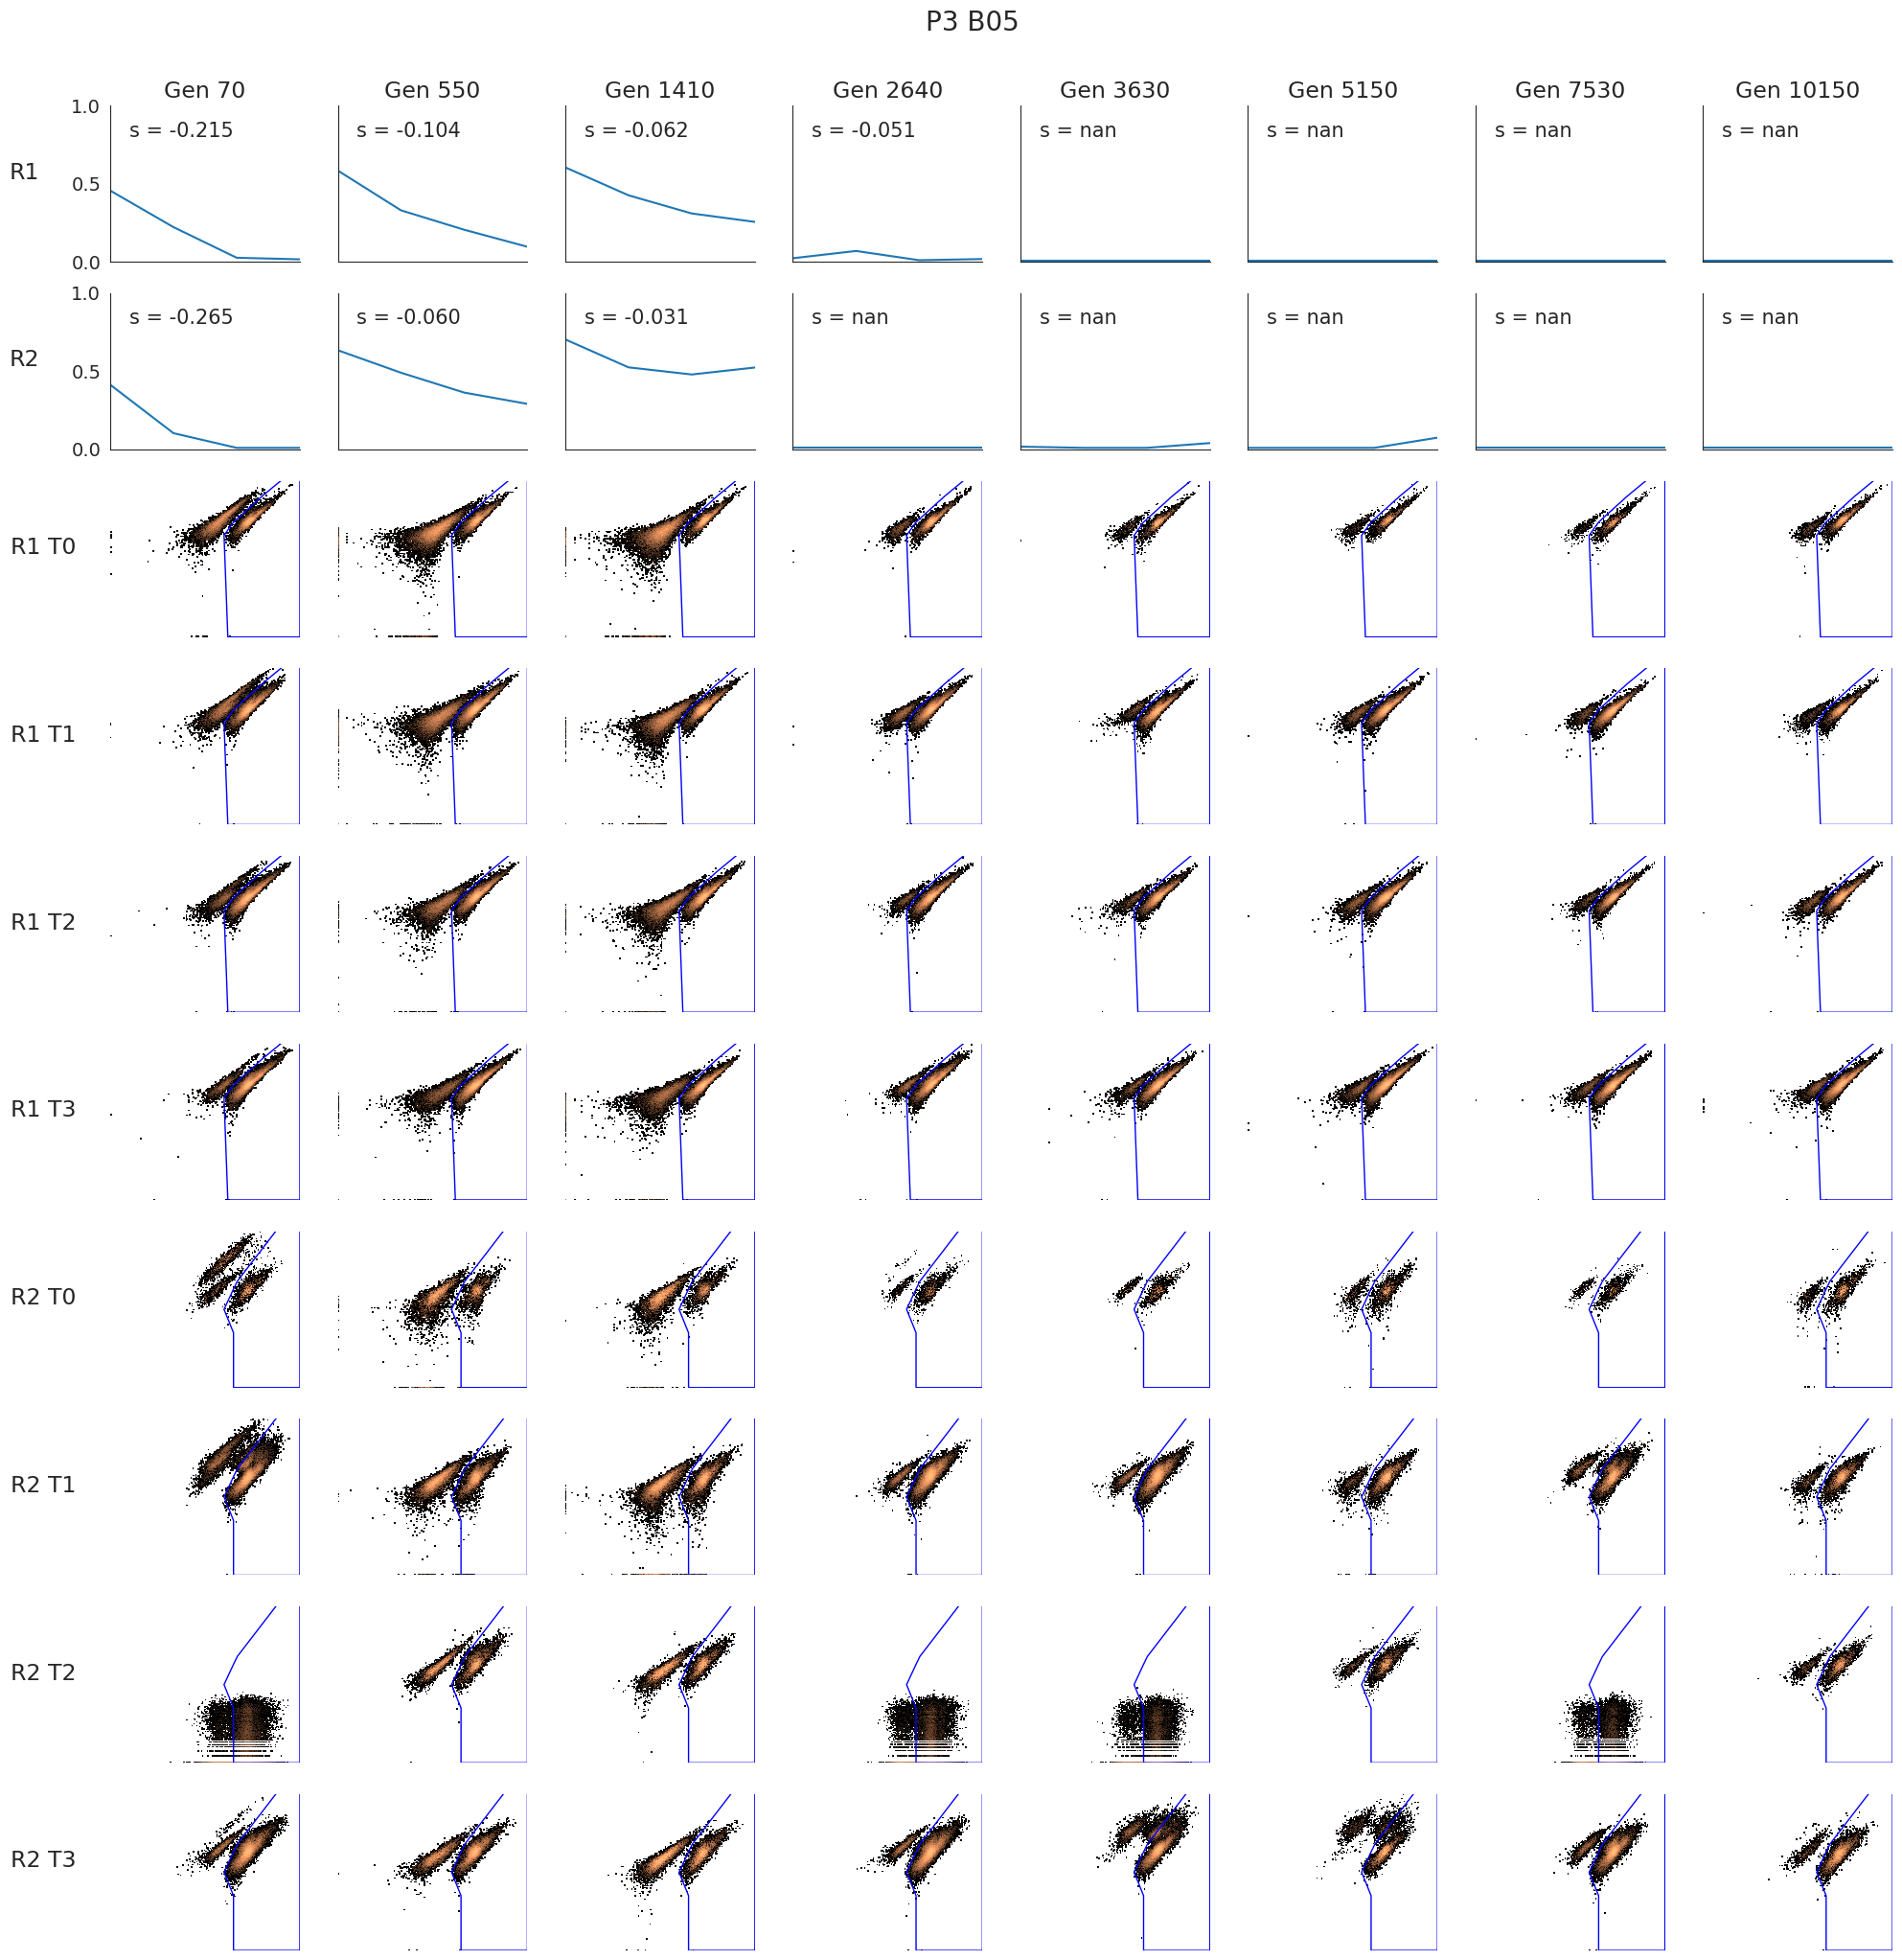 P3 B05
Gen 70 Gen 550 Gen 1410 Gen 2640 Gen 3630 Gen 5150 Gen 7530 Gen 10150
1.0
s = -0.215 s = -0.104 s = -0.062 s = -0.051 s = nan s = nan s = nan s = nan
R1
0.5
0.0
1.0
s = -0.265 s = -0.060 s = -0.031 s = nan s = nan s = nan s = nan s = nan
R2
0.5
0.0
R1 T0
R1 T1
R1 T2
R1 T3
R2 T0
R2 T1
R2 T2
R2 T3